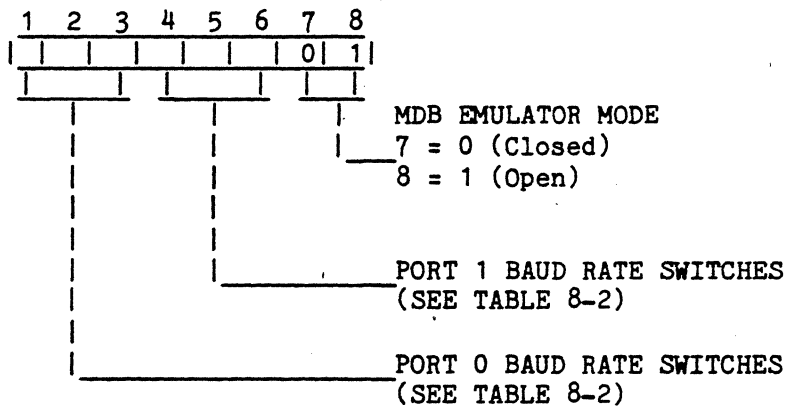 1 2 3 4 5 6 7 8
0 1
MDB EMULATOR MODE
7 = 0 (Closed)
8 = 1 (Open)
PORT 1 BAUD RATE SWITCHES
(SEE TABLE 8-2)
PORT 0 BAUD RATE SWITCHES
(SEE TABLE 8-2)